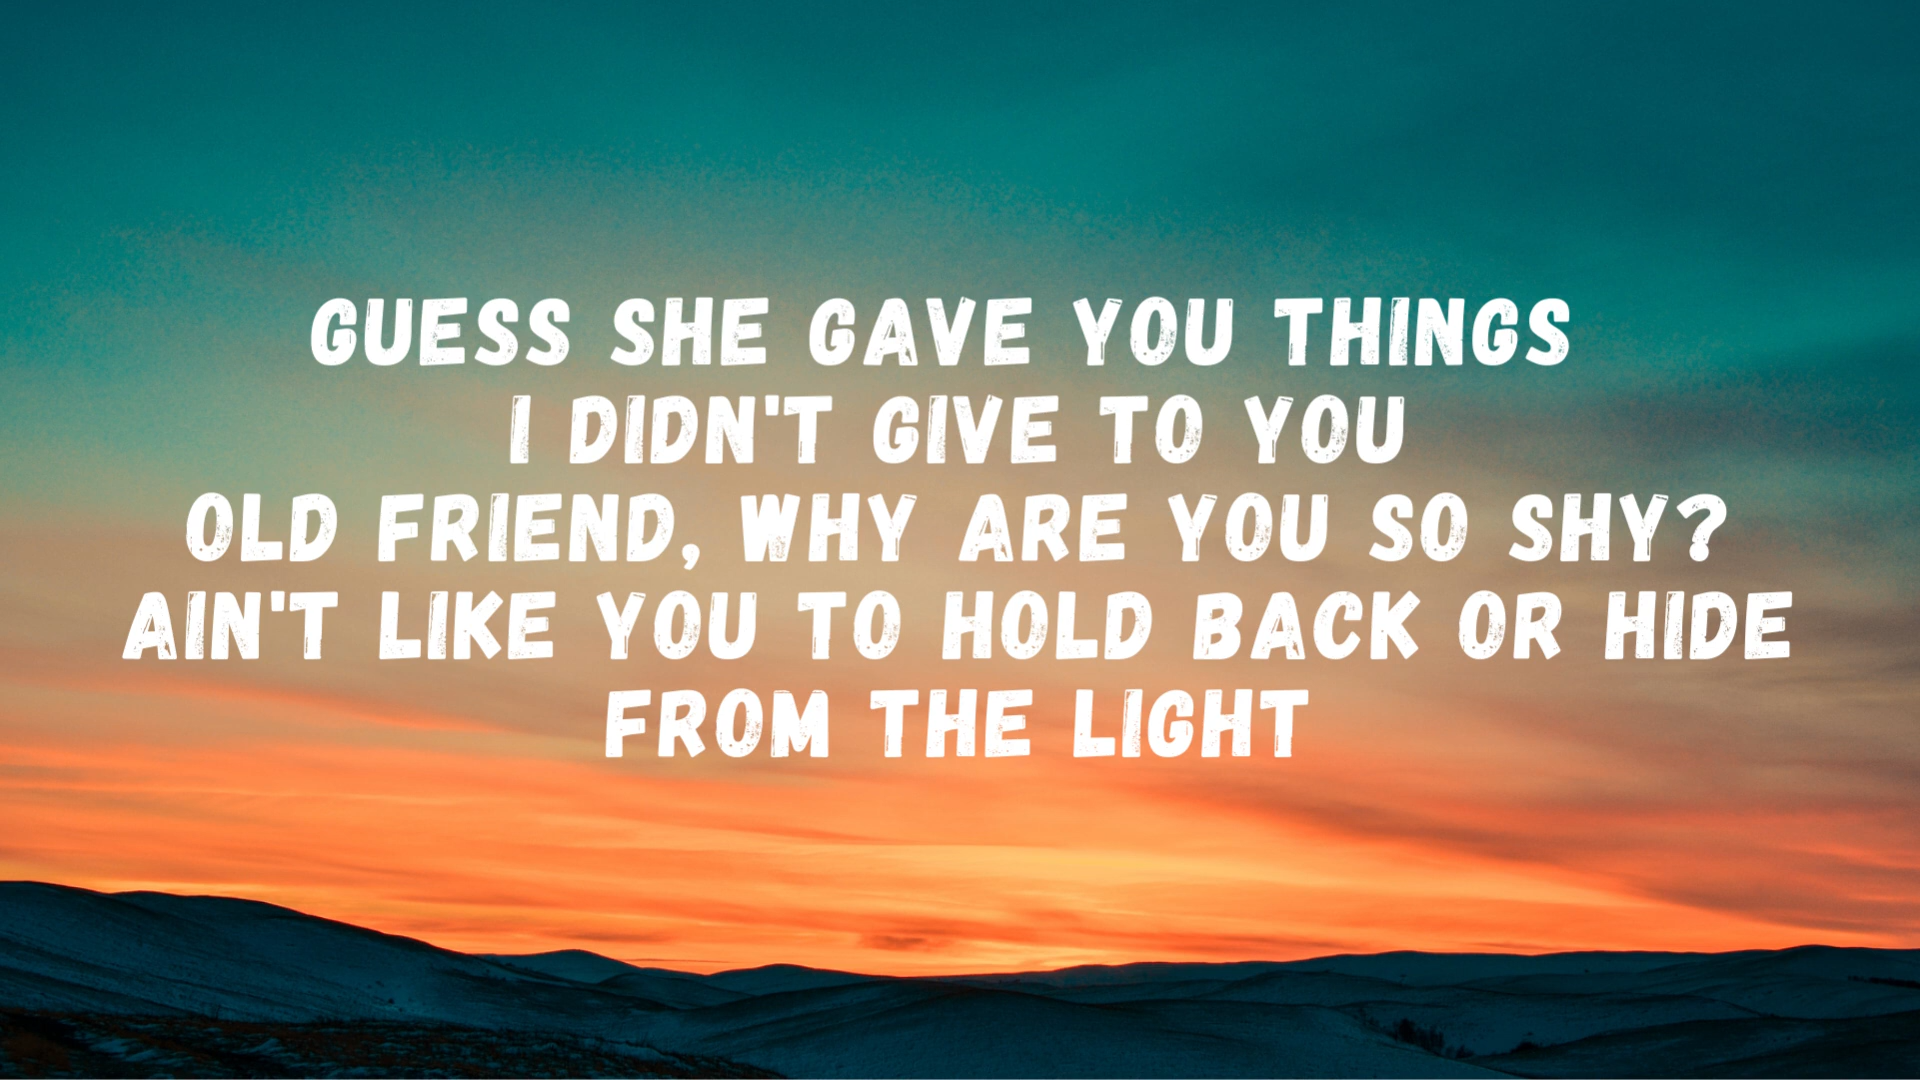 GUESS SHE GAVE YOU THINGS
I DIDN'T GIVE TO YOU
OLD FRIEND, WHY ARE YOU SO SHY?
AIN'T LIKE YOU TO HOLD BACK OR HIDE
FROM THE LIGHT